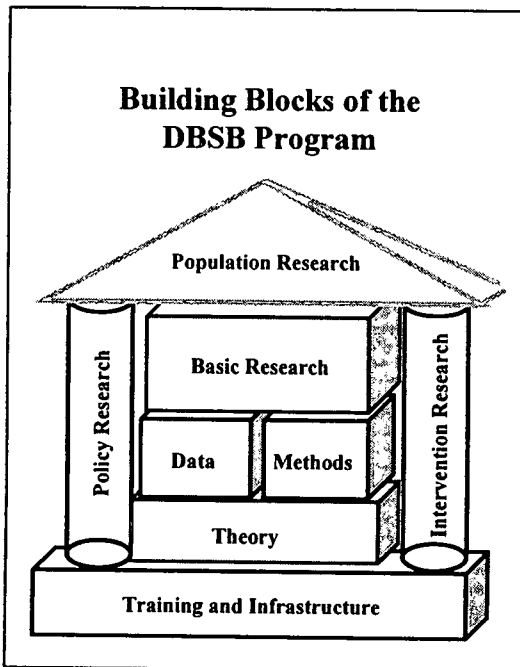 Building Blocks of the
DBSB Program
Population Research
Basic Research
Policy Research
Intervention Research
Data
Methods
Theory
Training and Infrastructure